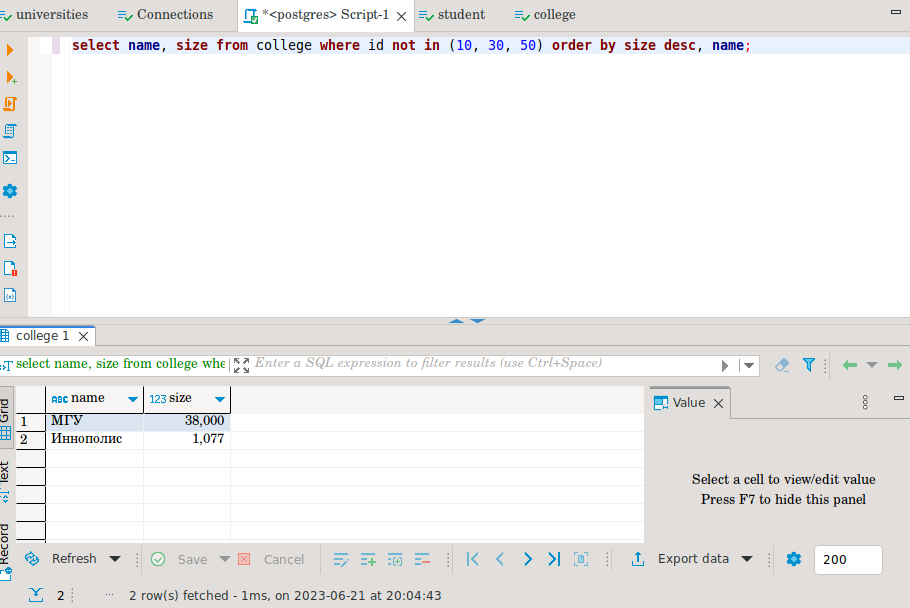 universities Connections *<postgres> Script-1 student college
select name, size from college where id not in (10, 30, 50) order by size desc, name;
college 1
select name, size from college whe Enter a SQL expression to filter results (use Ctrl+Space)
Grid
Text
Record
ABC name 123 size
1 МГУ 38,000
2 Иннополис 1,077
Value
Select a cell to view/edit value
Press F7 to hide this panel
Refresh Save Cancel Export data 200
2 ... 2 row(s) fetched - 1ms, on 2023-06-21 at 20:04:43